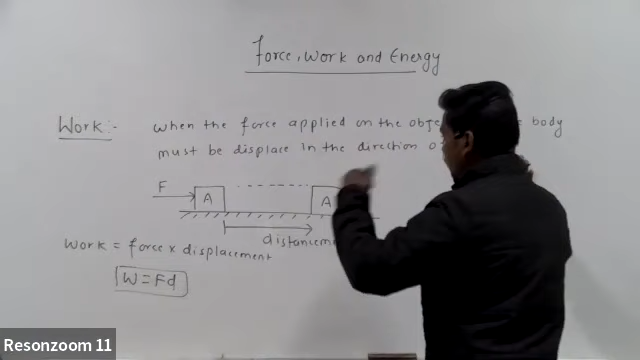 Force, Work and Energy
Work:- When the force applied on the obje body
must be displace in the direction o
F
A A
distancem
Work = force x displacement
W = Fd
Resonzoom 11